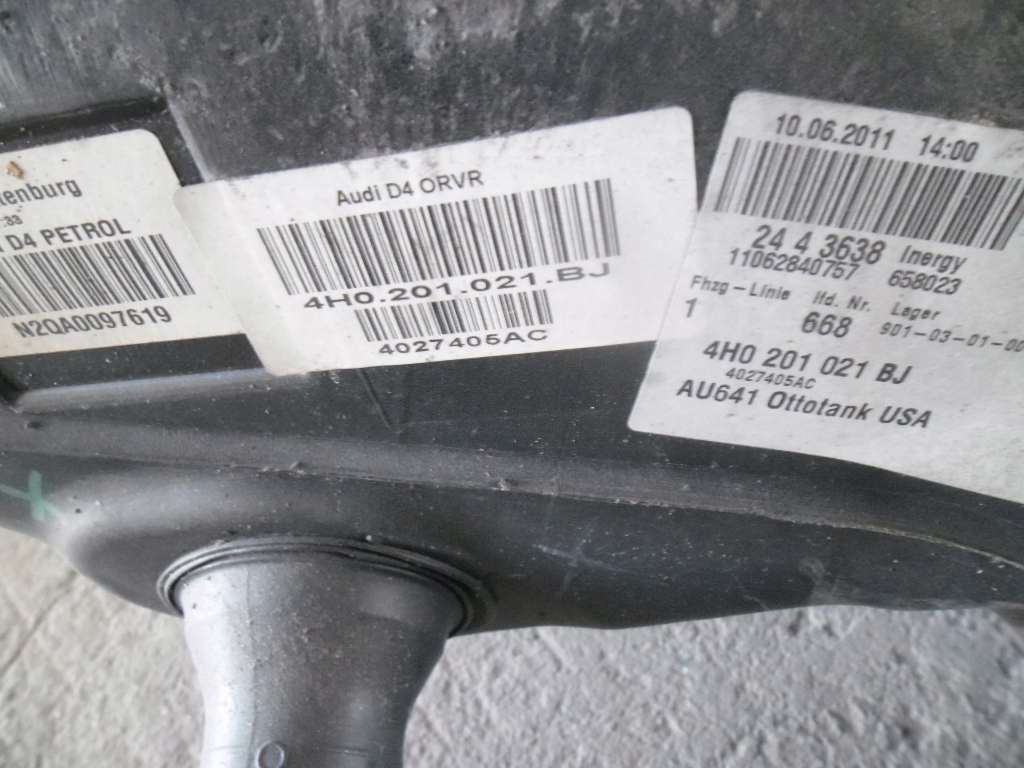 :33
D4 PETROL
N2QA0097619
Audi D4 ORVR
4H0.201.021.BJ
4027405AC
10.06.2011 14:00
24 4 3638 Inergy
11062840757 658023
Fhzg-Linie lfd. Nr. Lager
1 668 901-03-01-00
4H0 201 021 BJ
4027405AC
AU641 Ottotank USA